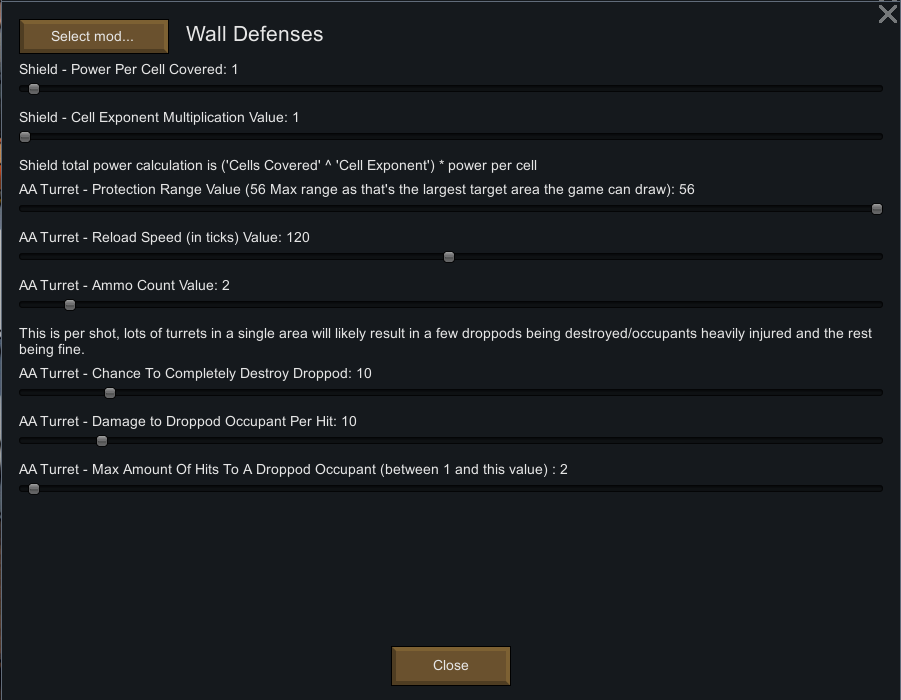 Select mod...
Wall Defenses
Shield - Power Per Cell Covered: 1
Shield - Cell Exponent Multiplication Value: 1
Shield total power calculation is ('Cells Covered' ^ 'Cell Exponent') * power per cell
AA Turret - Protection Range Value (56 Max range as that's the largest target area the game can draw): 56
AA Turret - Reload Speed (in ticks) Value: 120
AA Turret - Ammo Count Value: 2
This is per shot, lots of turrets in a single area will likely result in a few droppods being destroyed/occupants heavily injured and the rest
being fine.
AA Turret - Chance To Completely Destroy Droppod: 10
AA Turret - Damage to Droppod Occupant Per Hit: 10
AA Turret - Max Amount Of Hits To A Droppod Occupant (between 1 and this value) : 2
Close